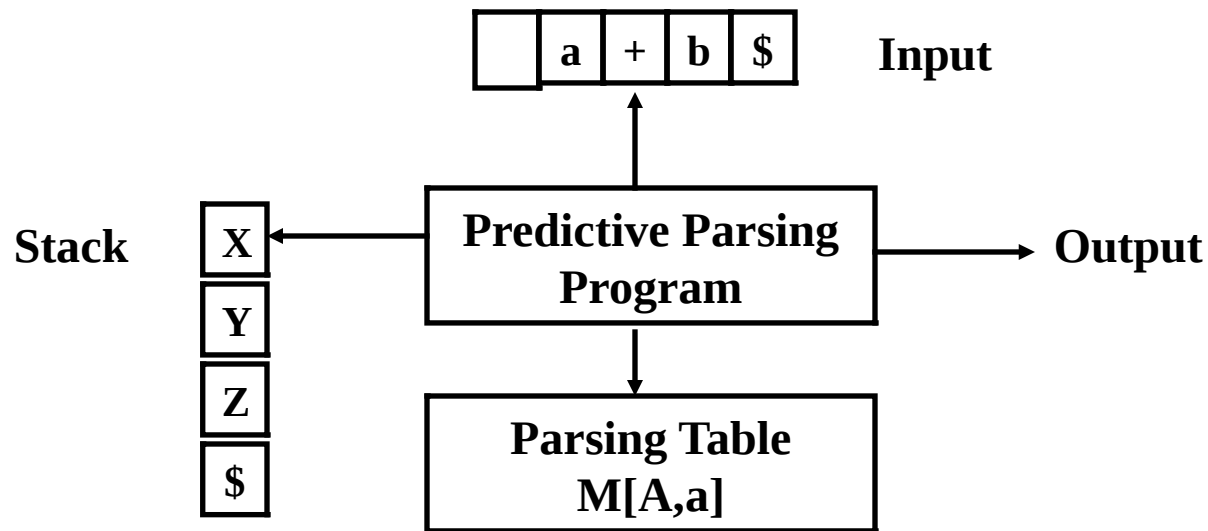 a + b $
Input
Predictive Parsing
Program
Stack
X
Y
Z
$
Output
Parsing Table
M[A,a]